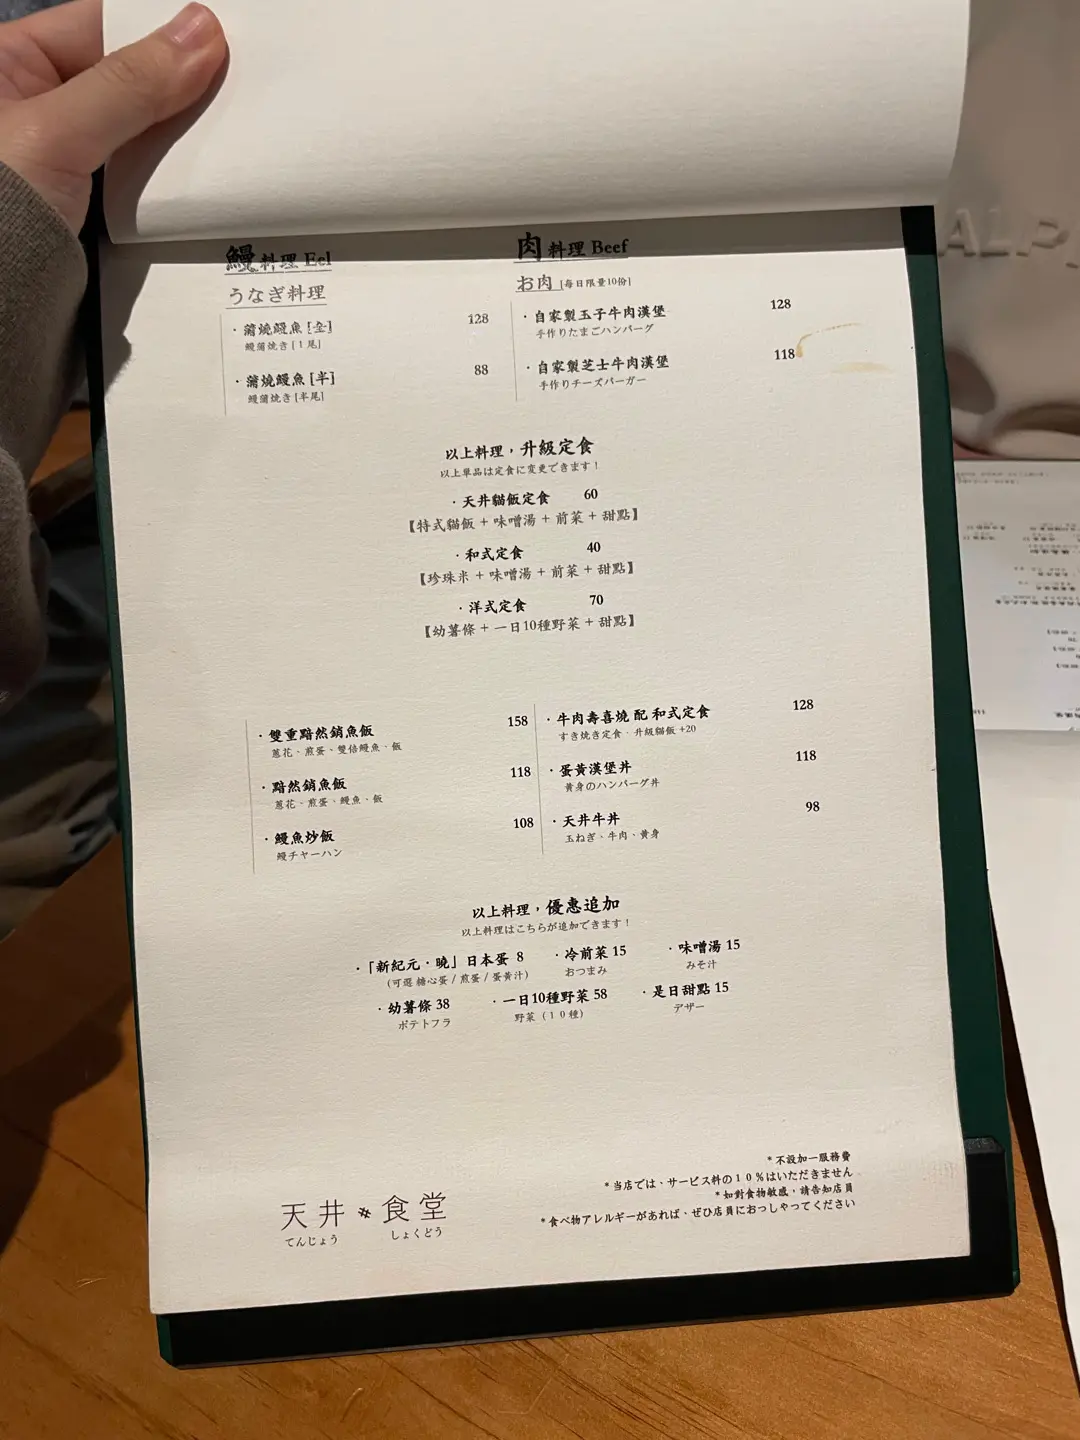 鰻料理 Eel
うなぎ料理
・蒲燒鰻魚 [全] 128
鰻蒲焼き [1尾]
・蒲燒鰻魚 [半] 88
鰻蒲焼き [半尾]
肉料理 Beef
お肉 [每日限量10份]
・自家製玉子牛肉漢堡 128
手作りたまごハンバーグ
・自家製芝士牛肉漢堡 118
手作りチーズバーガー
以上料理，升級定食
以上單品は定食に変更できます！
・天井貓飯定食 60
【特式貓飯 + 味噌湯 + 前菜 + 甜點】
・和式定食 40
【珍珠米 + 味噌湯 + 前菜 + 甜點】
・洋式定食 70
【幼薯條 + 一日10種野菜 + 甜點】
・雙重黯然銷魚飯 158
蔥花、煎蛋、雙倍鰻魚、飯
・黯然銷魚飯 118
蔥花、煎蛋、鰻魚、飯
・鰻魚炒飯 108
鰻チャーハン
・牛肉壽喜燒 配 和式定食 128
すき焼き定食、升級貓飯 +20
・蛋黃漢堡丼 118
黄身のハンバーグ丼
・天井牛丼 98
玉ねぎ、牛肉、黄身
以上料理，優惠追加
以上料理はこちらが追加できます！
・「新紀元・曉」日本蛋 8 ・冷前菜 15 ・味噌湯 15
(可選 糖心蛋 / 煎蛋 / 蛋黃汁) おつまみ みそ汁
・幼薯條 38 ・一日10種野菜 58 ・是日甜點 15
ポテトフラ 野菜（10種） デザー
*不設加一服務費
*当店では、サービス料の10％はいただきません
*如對食物敏感，請告知店員
*食べ物アレルギーがあれば、ぜひ店員におっしゃってください
天井 食堂
てんじょう しょくどう
ALP